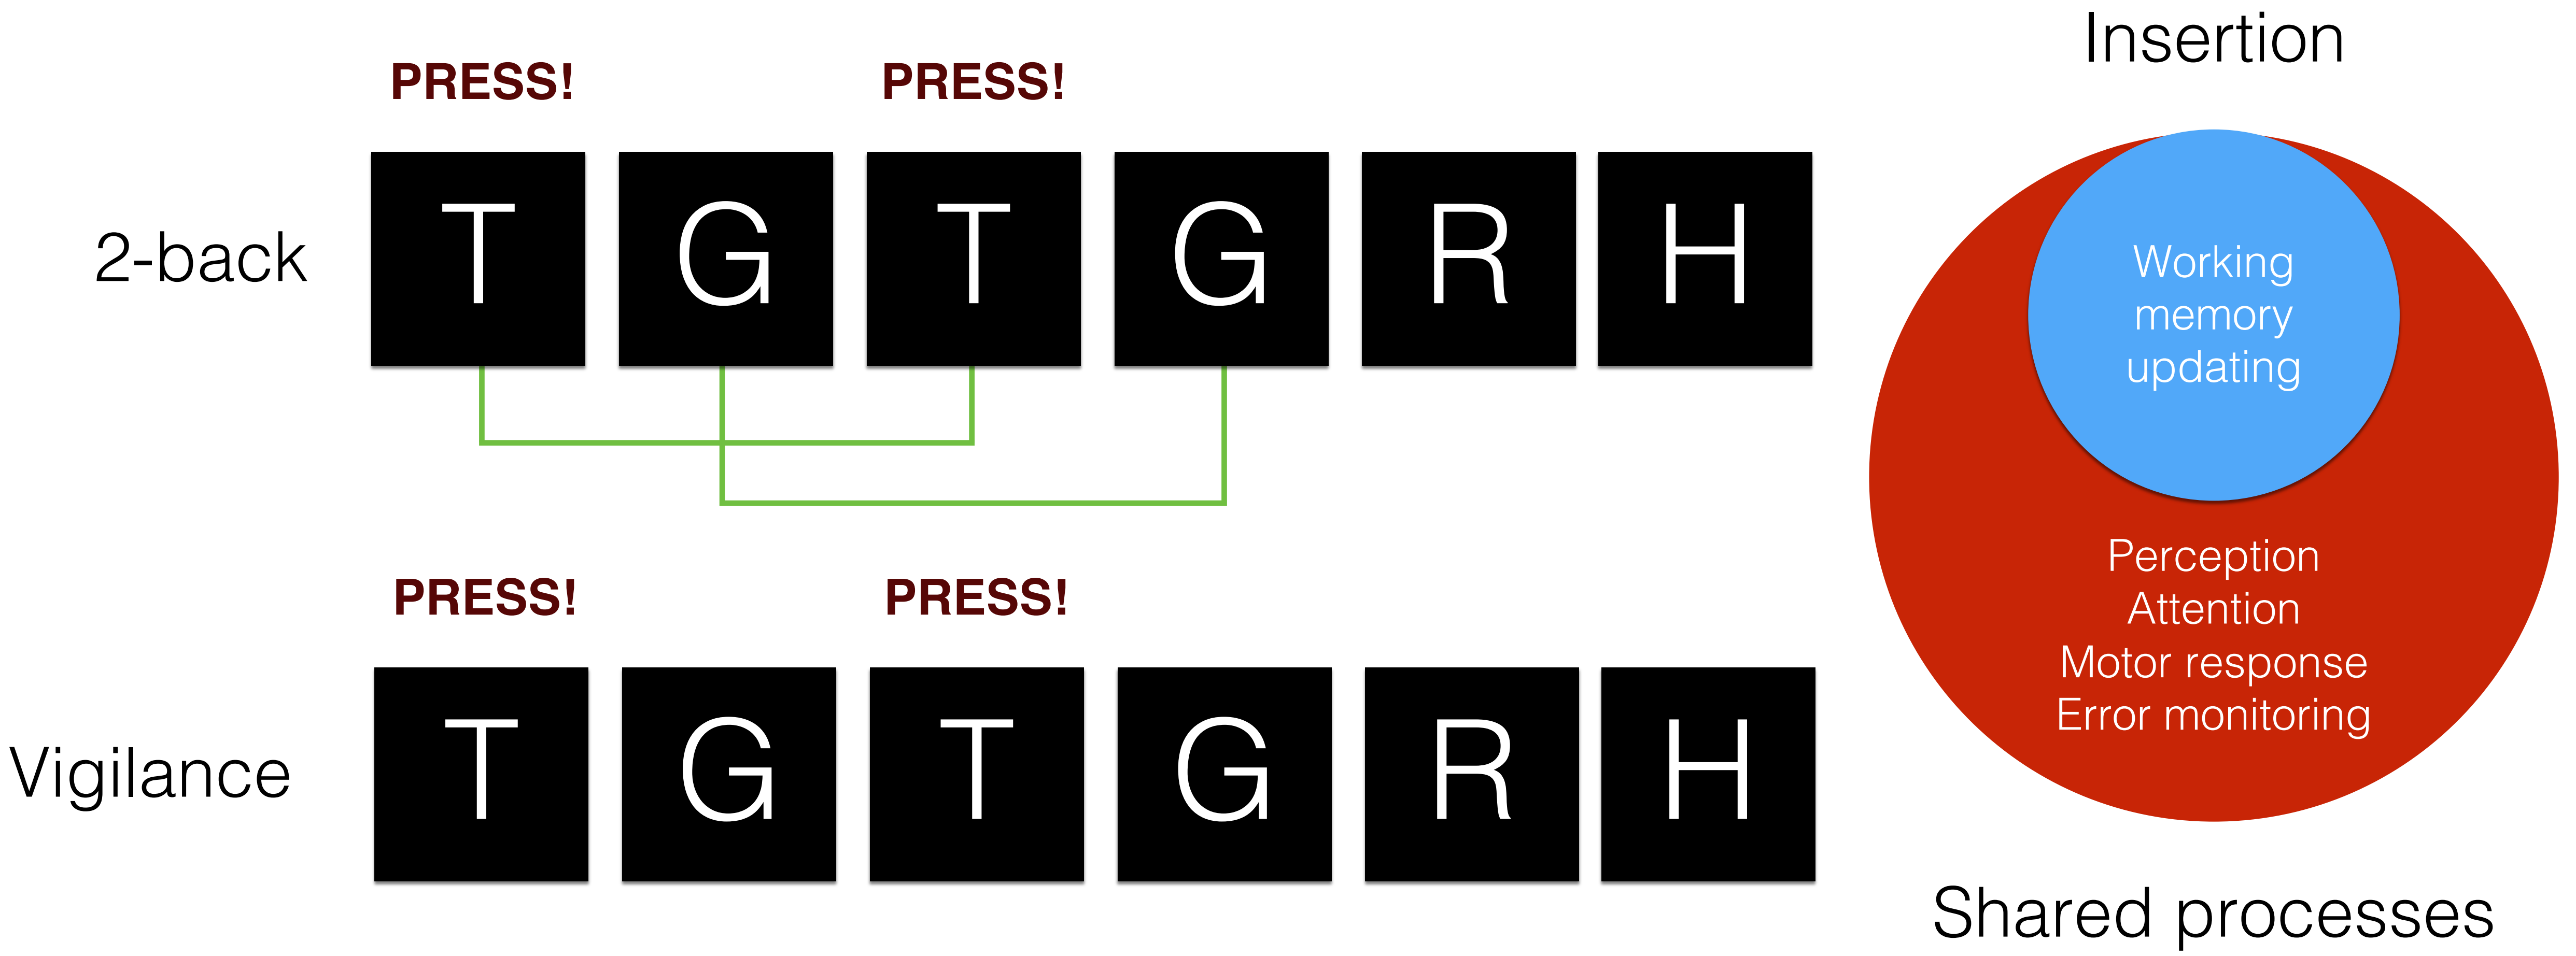 PRESS! PRESS!
2-back T G T G R H
PRESS! PRESS!
Vigilance T G T G R H
Insertion
Working
memory
updating
Perception
Attention
Motor response
Error monitoring
Shared processes